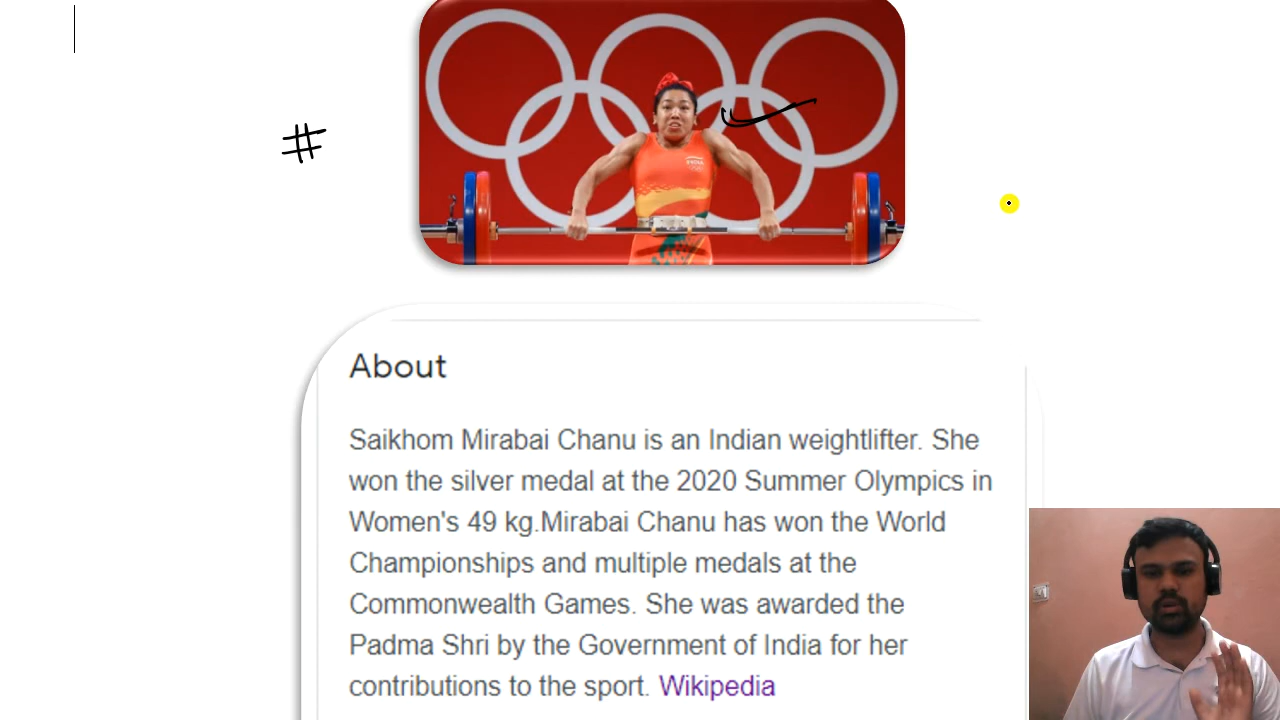 #
INDIA
About
Saikhom Mirabai Chanu is an Indian weightlifter. She
won the silver medal at the 2020 Summer Olympics in
Women's 49 kg.Mirabai Chanu has won the World
Championships and multiple medals at the
Commonwealth Games. She was awarded the
Padma Shri by the Government of India for her
contributions to the sport. Wikipedia